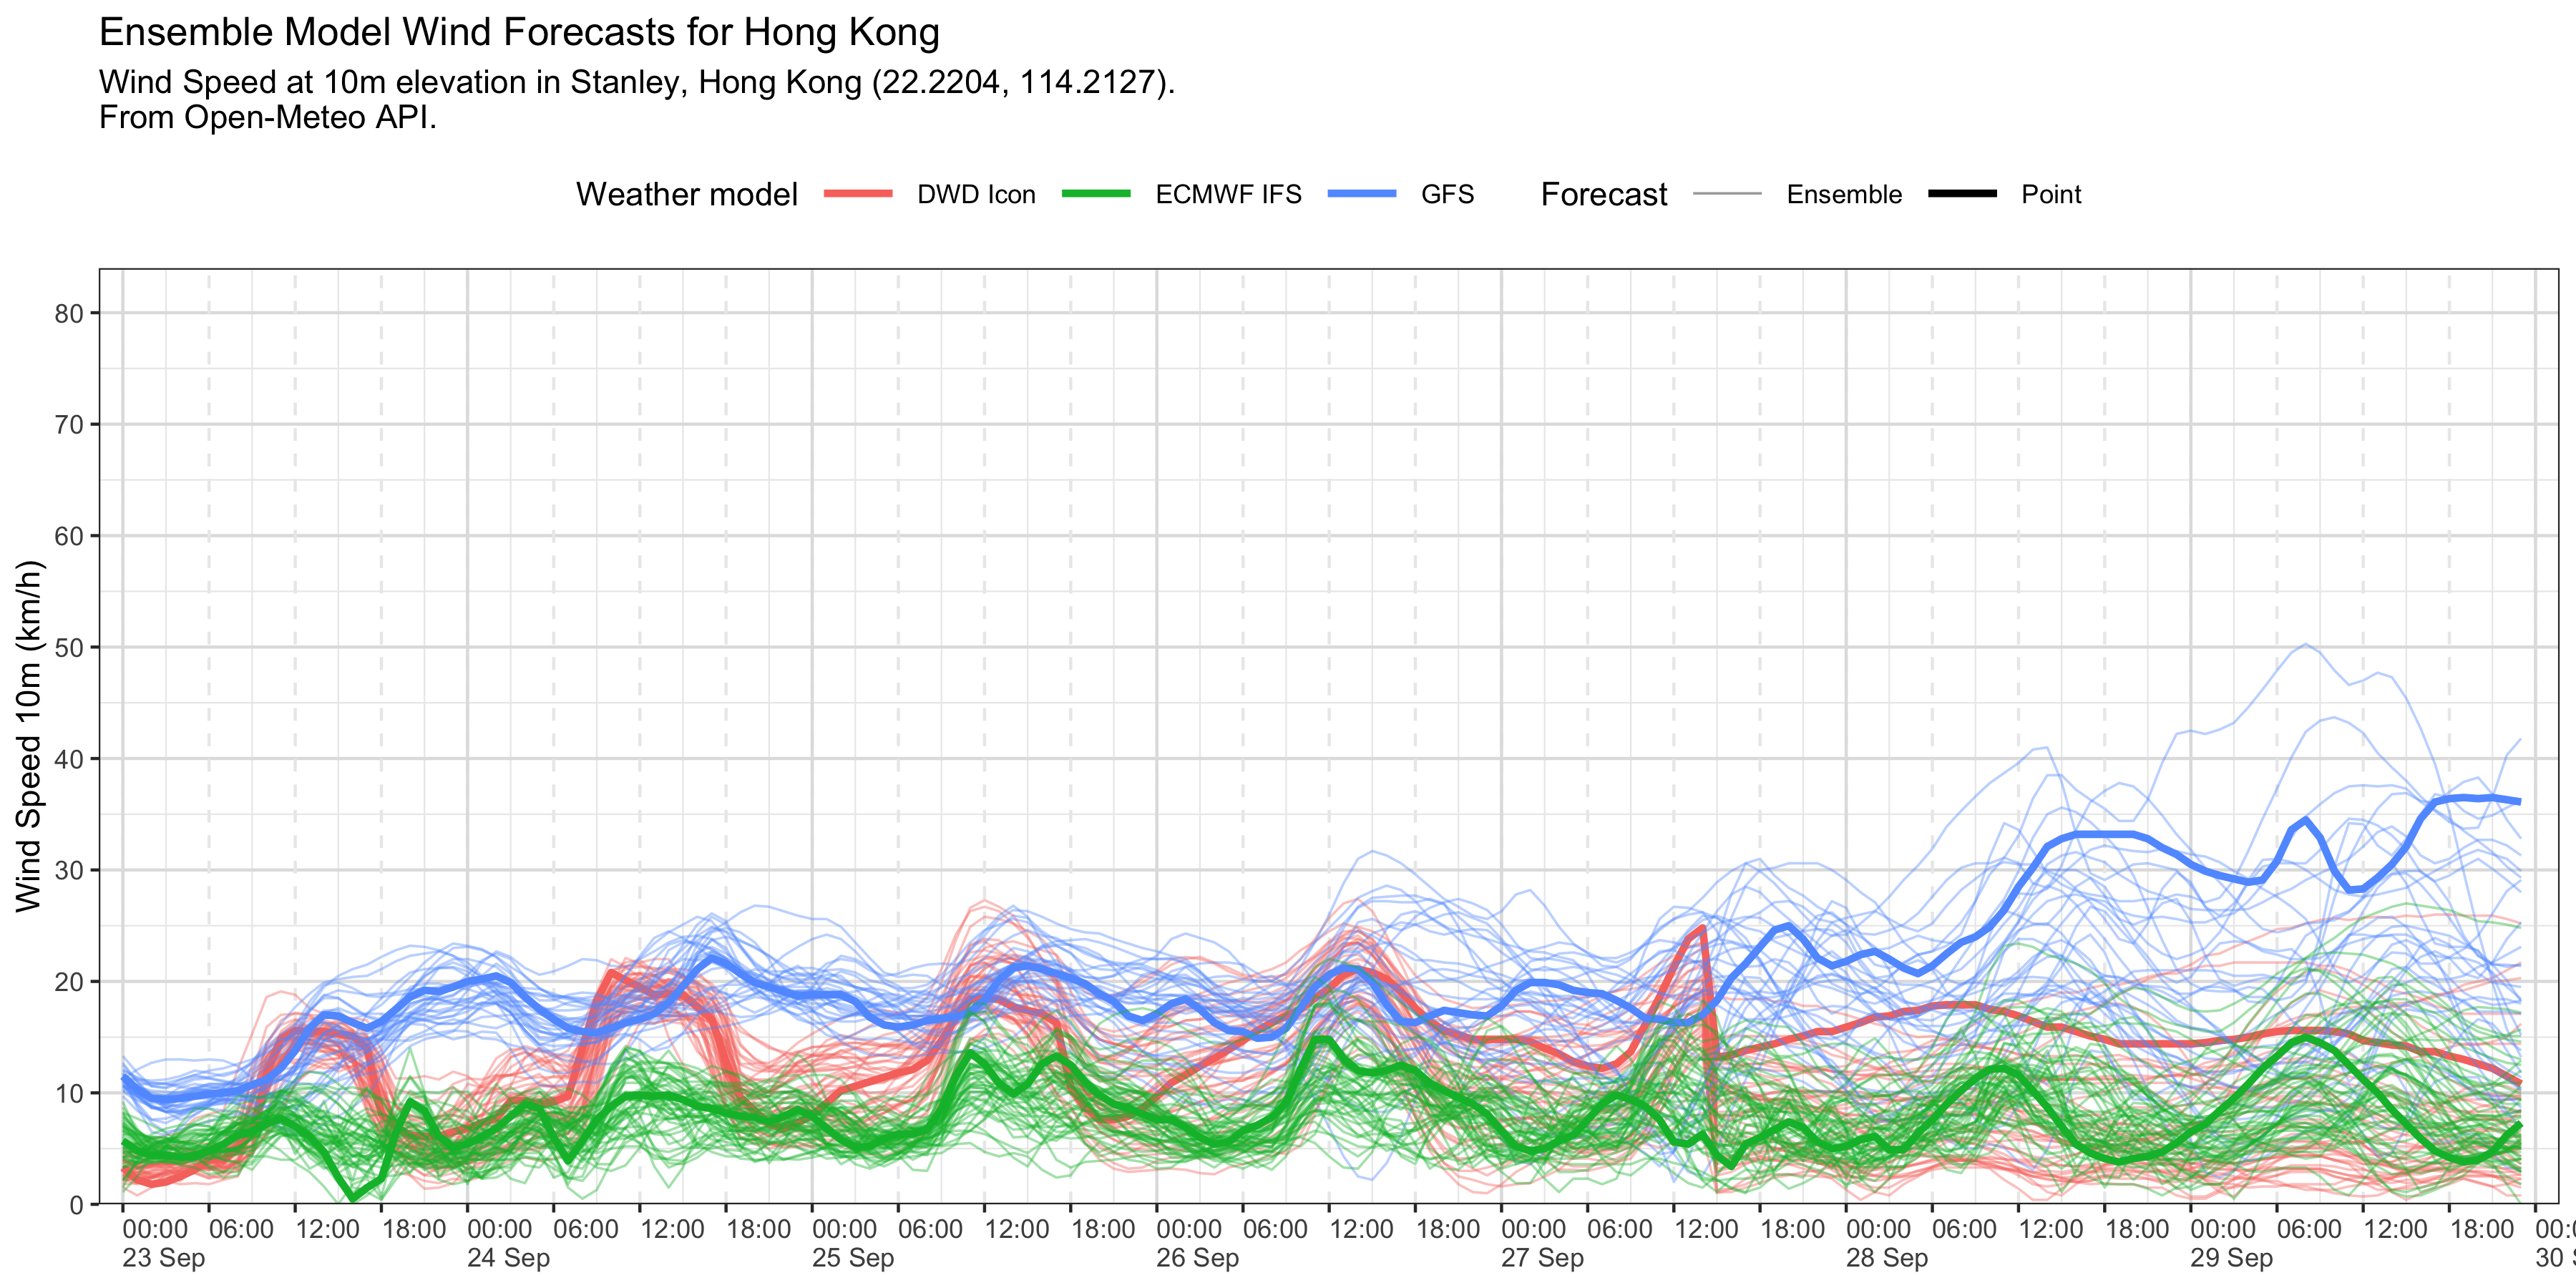 Ensemble Model Wind Forecasts for Hong Kong
Wind Speed at 10m elevation in Stanley, Hong Kong (22.2204, 114.2127).
From Open-Meteo API.
Weather model DWD Icon ECMWF IFS GFS Forecast Ensemble Point
Wind Speed 10m (km/h)
80
70
60
50
40
30
20
10
0
00:00 06:00 12:00 18:00 00:00 06:00 12:00 18:00 00:00 06:00 12:00 18:00 00:00 06:00 12:00 18:00 00:00 06:00 12:00 18:00 00:00 06:00 12:00 18:00 00:00 06:00 12:00 18:00 00:0
23 Sep 24 Sep 25 Sep 26 Sep 27 Sep 28 Sep 29 Sep 30 S